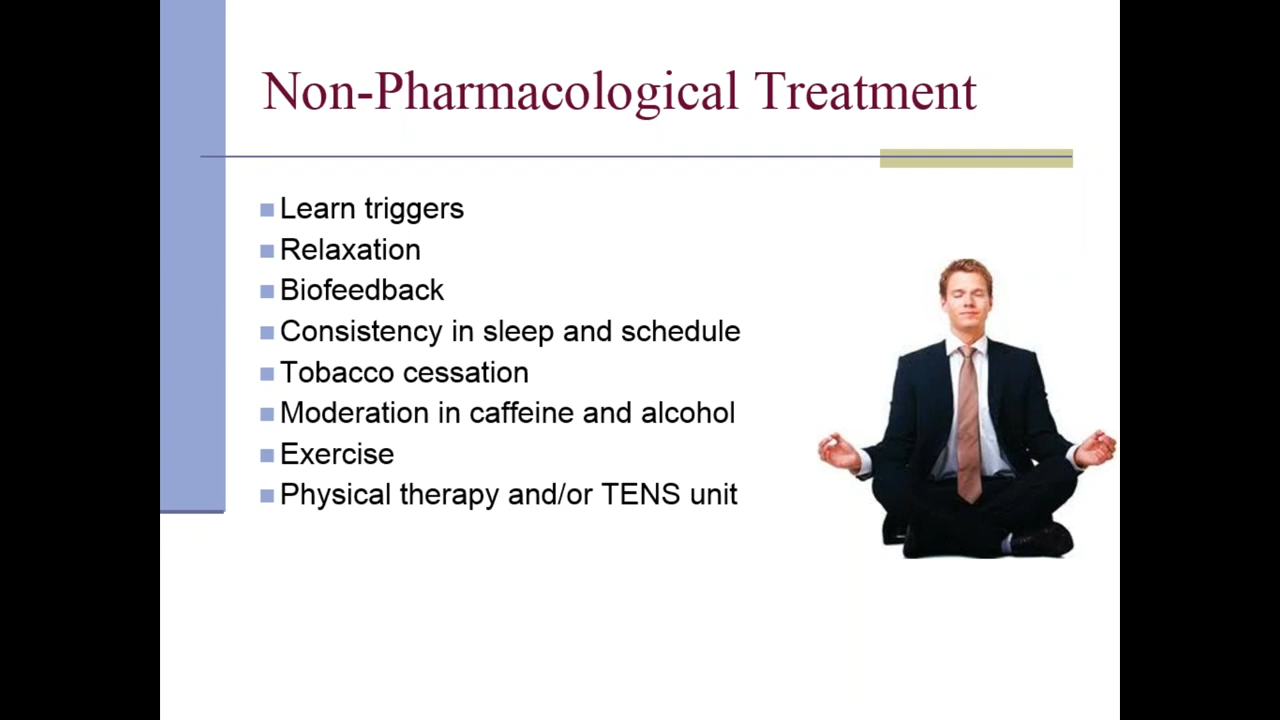 Non-Pharmacological Treatment
Learn triggers
Relaxation
Biofeedback
Consistency in sleep and schedule
Tobacco cessation
Moderation in caffeine and alcohol
Exercise
Physical therapy and/or TENS unit